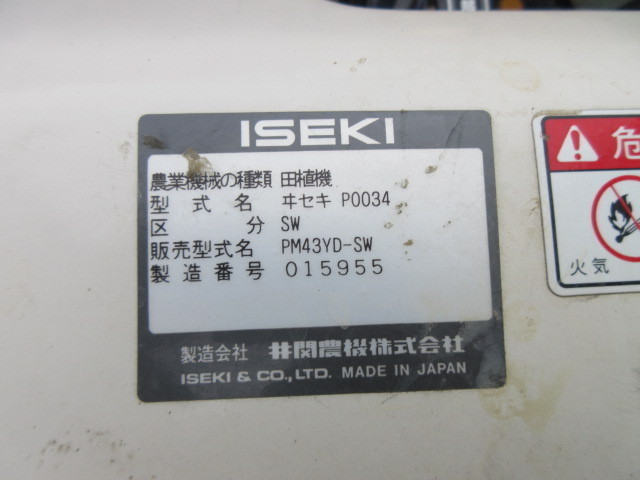 ISEKI
農業機械の種類 田植機
型式名 ヰセキ P0034
区分 SW
販売型式名 PM43YD-SW
製造番号 015955
製造会社 井関農機株式会社
ISEKI & CO., LTD. MADE IN JAPAN
危
火気